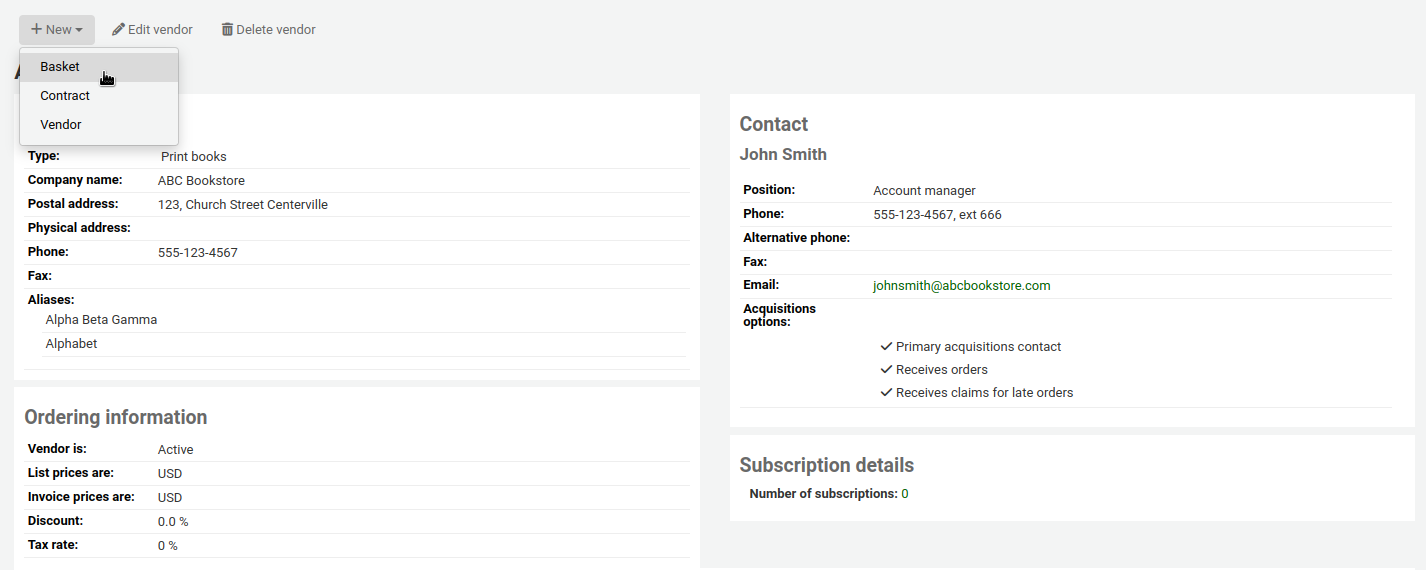 + New
Edit vendor
Delete vendor
Basket
Contract
Vendor
Type: Print books
Company name: ABC Bookstore
Postal address: 123, Church Street Centerville
Physical address:
Phone: 555-123-4567
Fax:
Aliases:
Alpha Beta Gamma
Alphabet
Ordering information
Vendor is: Active
List prices are: USD
Invoice prices are: USD
Discount: 0.0 %
Tax rate: 0 %
Contact
John Smith
Position: Account manager
Phone: 555-123-4567, ext 666
Alternative phone:
Fax:
Email: johnsmith@abcbookstore.com
Acquisitions
options:
Primary acquisitions contact
Receives orders
Receives claims for late orders
Subscription details
Number of subscriptions: 0